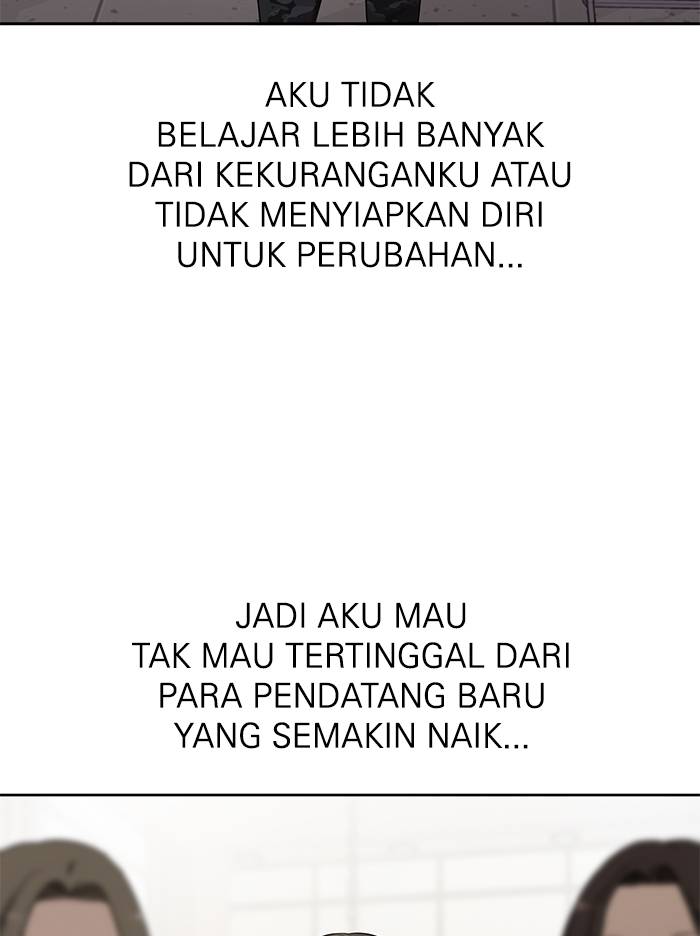 AKU TIDAK
BELAJAR LEBIH BANYAK
DARI KEKURANGANKU ATAU
TIDAK MENYIAPKAN DIRI
UNTUK PERUBAHAN...
JADI AKU MAU
TAK MAU TERTINGGAL DARI
PARA PENDATANG BARU
YANG SEMAKIN NAIK...